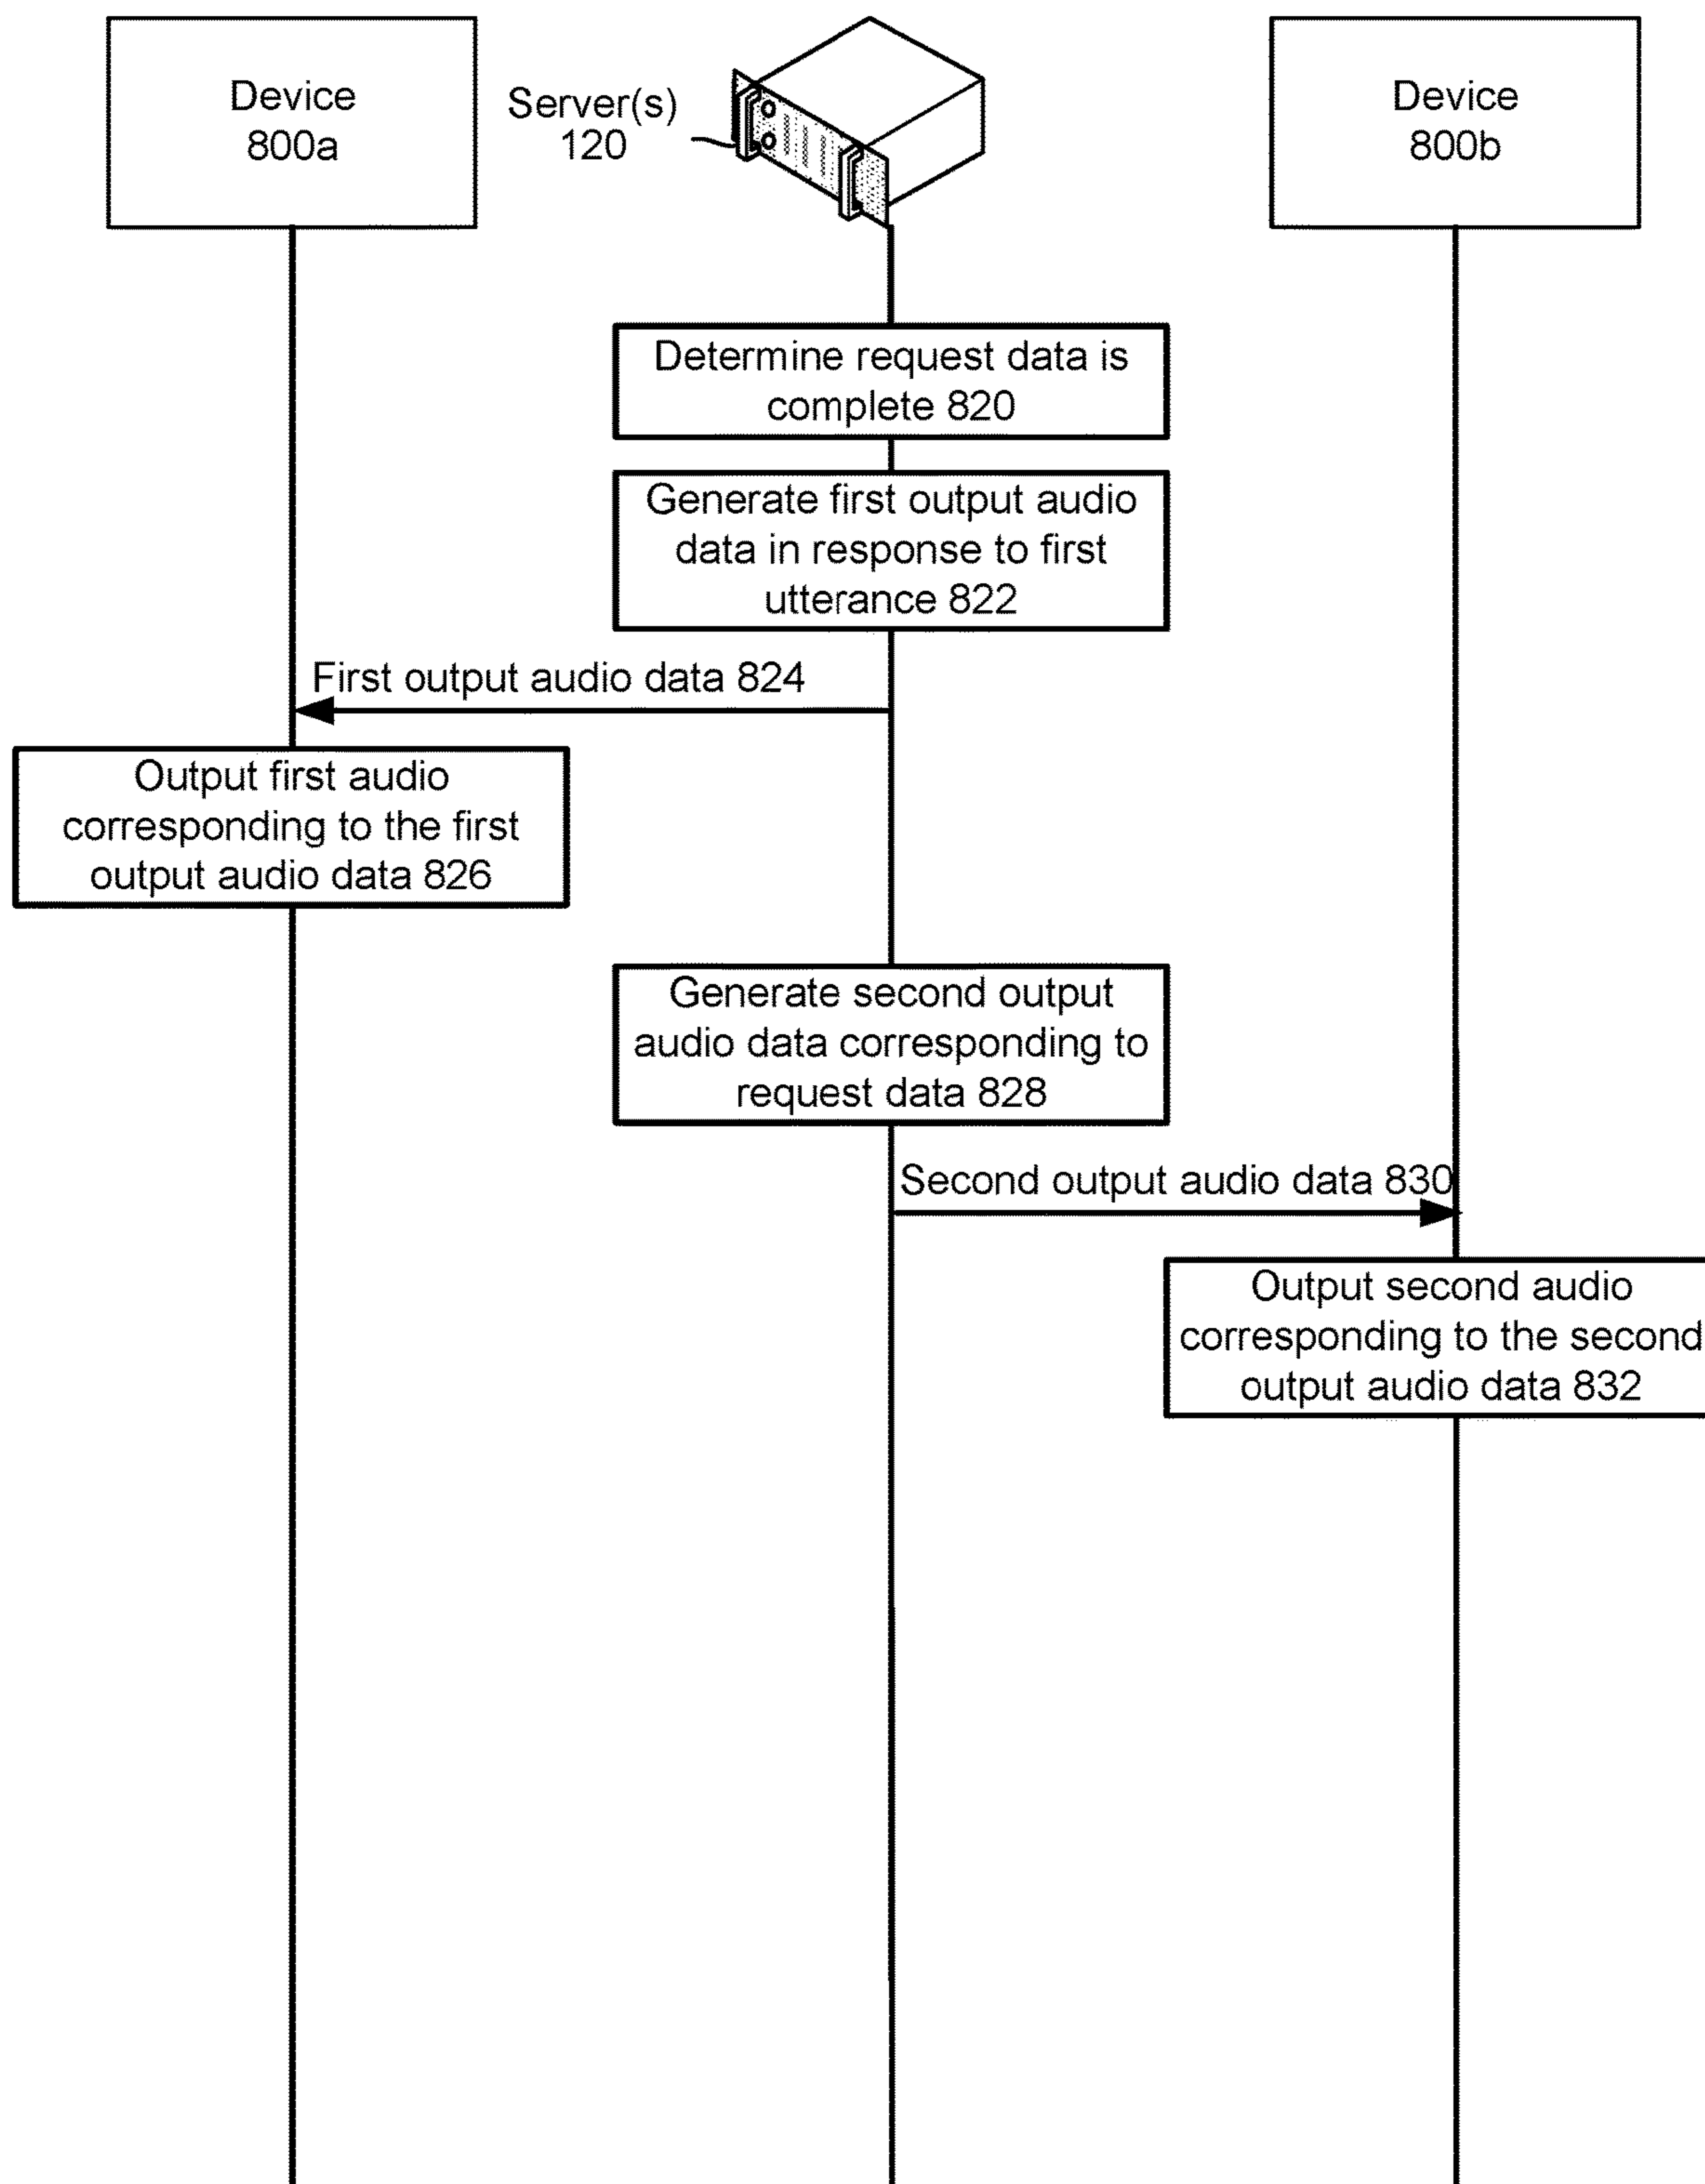 Device
800a
Server(s)
120
Device
800b
Determine request data is
complete 820
Generate first output audio
data in response to first
utterance 822
First output audio data 824
Output first audio
corresponding to the first
output audio data 826
Generate second output
audio data corresponding to
request data 828
Second output audio data 830
Output second audio
corresponding to the second
output audio data 832